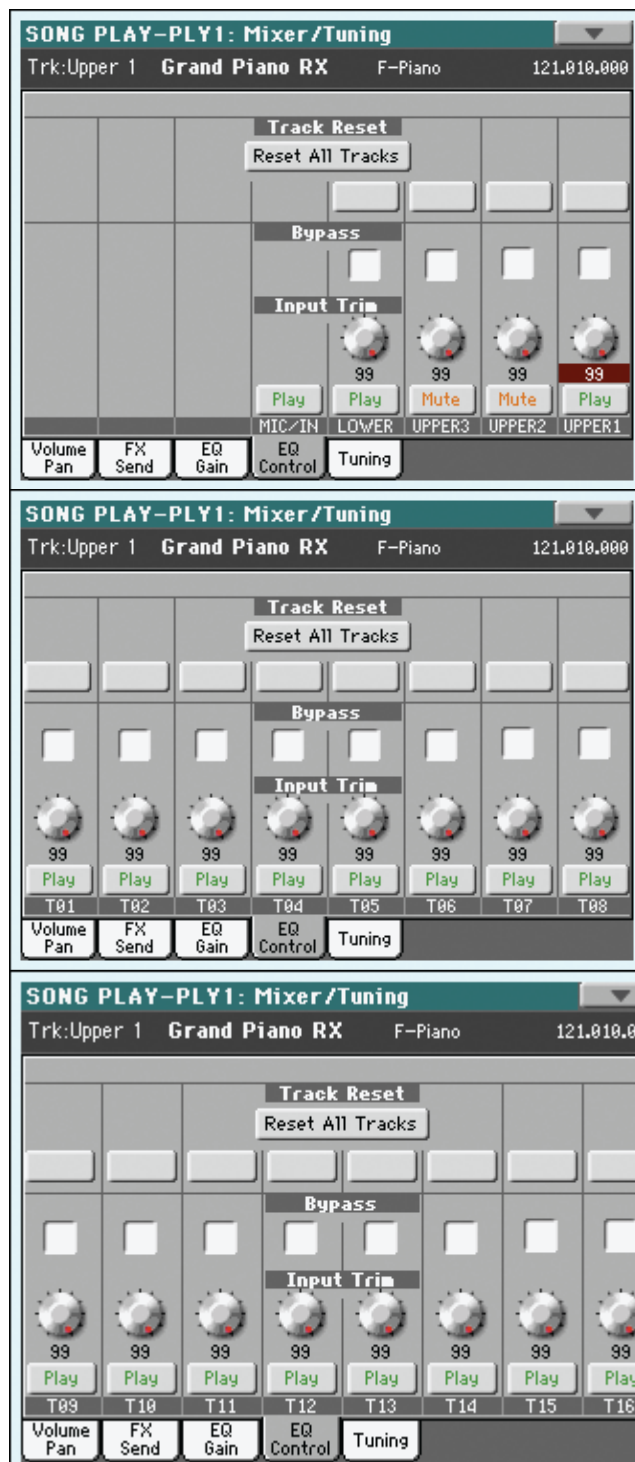 SONG PLAY-PLY1: Mixer/Tuning
Trk:Upper 1 Grand Piano RX F-Piano 121.010.000
Track Reset
Reset All Tracks
Bypass
Input Trim
99 99 99 99
Play Play Mute Mute Play
MIC/IN LOWER UPPER3 UPPER2 UPPER1
Volume Pan FX Send EQ Gain EQ Control Tuning
SONG PLAY-PLY1: Mixer/Tuning
Trk:Upper 1 Grand Piano RX F-Piano 121.010.000
Track Reset
Reset All Tracks
Bypass
Input Trim
99 99 99 99 99 99 99 99
Play Play Play Play Play Play Play Play
T01 T02 T03 T04 T05 T06 T07 T08
Volume Pan FX Send EQ Gain EQ Control Tuning
SONG PLAY-PLY1: Mixer/Tuning
Trk:Upper 1 Grand Piano RX F-Piano 121.010.0
Track Reset
Reset All Tracks
Bypass
Input Trim
99 99 99 99 99 99 99 99
Play Play Play Play Play Play Play Play
T09 T10 T11 T12 T13 T14 T15 T16
Volume Pan FX Send EQ Gain EQ Control Tuning